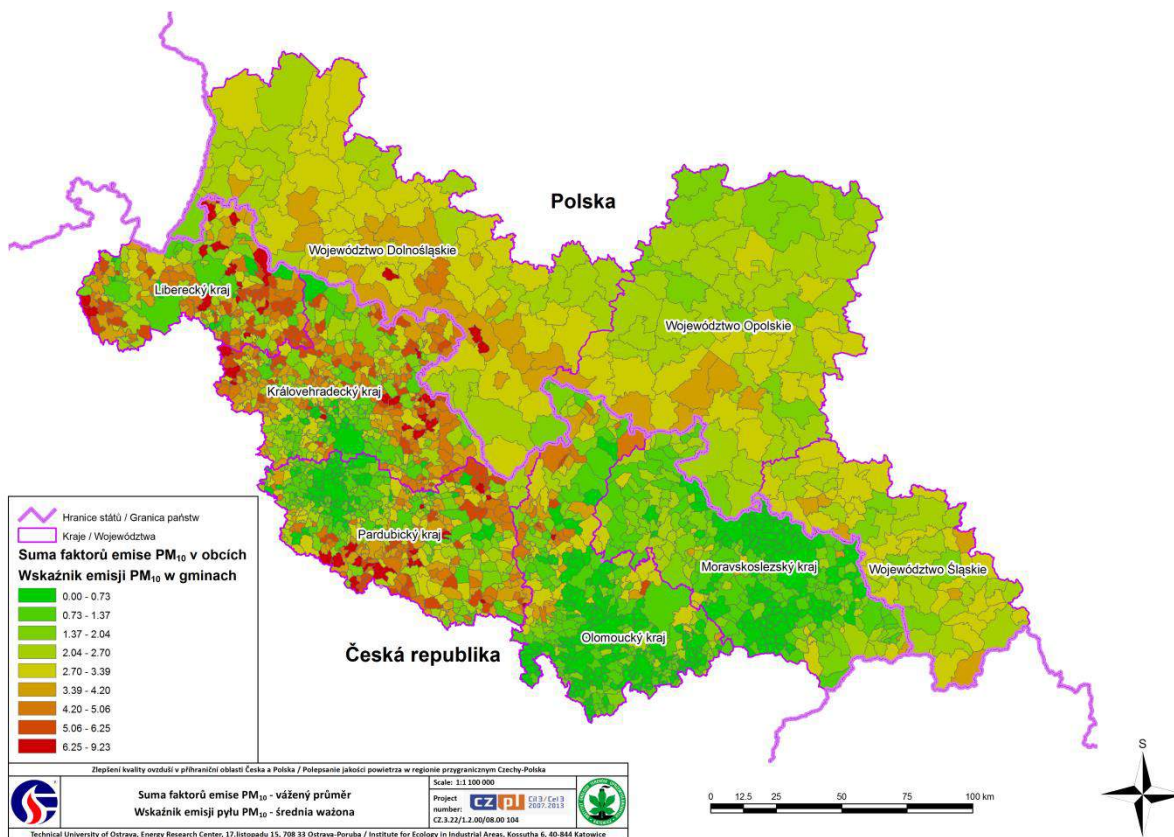 Polska
Województwo Dolnośląskie
Liberecký kraj
Województwo Opolskie
Královehradecký kraj
Pardubický kraj
Moravskoslezský kraj
Województwo Śląskie
Olomoucký kraj
Česká republika
Hranice států / Granica państw
Kraje / Województwa
Suma faktorů emise PM10 v obcích
Wskaźnik emisji PM10 w gminach
0.00 - 0.73
0.73 - 1.37
1.37 - 2.04
2.04 - 2.70
2.70 - 3.39
3.39 - 4.20
4.20 - 5.06
5.06 - 6.25
6.25 - 9.23
Zlepšení kvality ovzduší v příhraniční oblasti Česka a Polska / Polepsanie jakości powietrza w regionie przygranicznym Czechy-Polska
Suma faktorů emise PM10 - vážený průměr
Wskaźnik emisji pyłu PM10 - średnia ważona
Scale: 1:1 100 000
Project number:
cz pl Cíl 3 / Cel 3 2007.2013
CZ.3.22/1.2.00/08.00 104
Technical University of Ostrava, Energy Research Center, 17.listopadu 15, 708 33 Ostrava-Poruba / Institute for Ecology in Industrial Areas, Kossutha 6, 40-844 Katowice
0 12.5 25 50 75 100 km
S